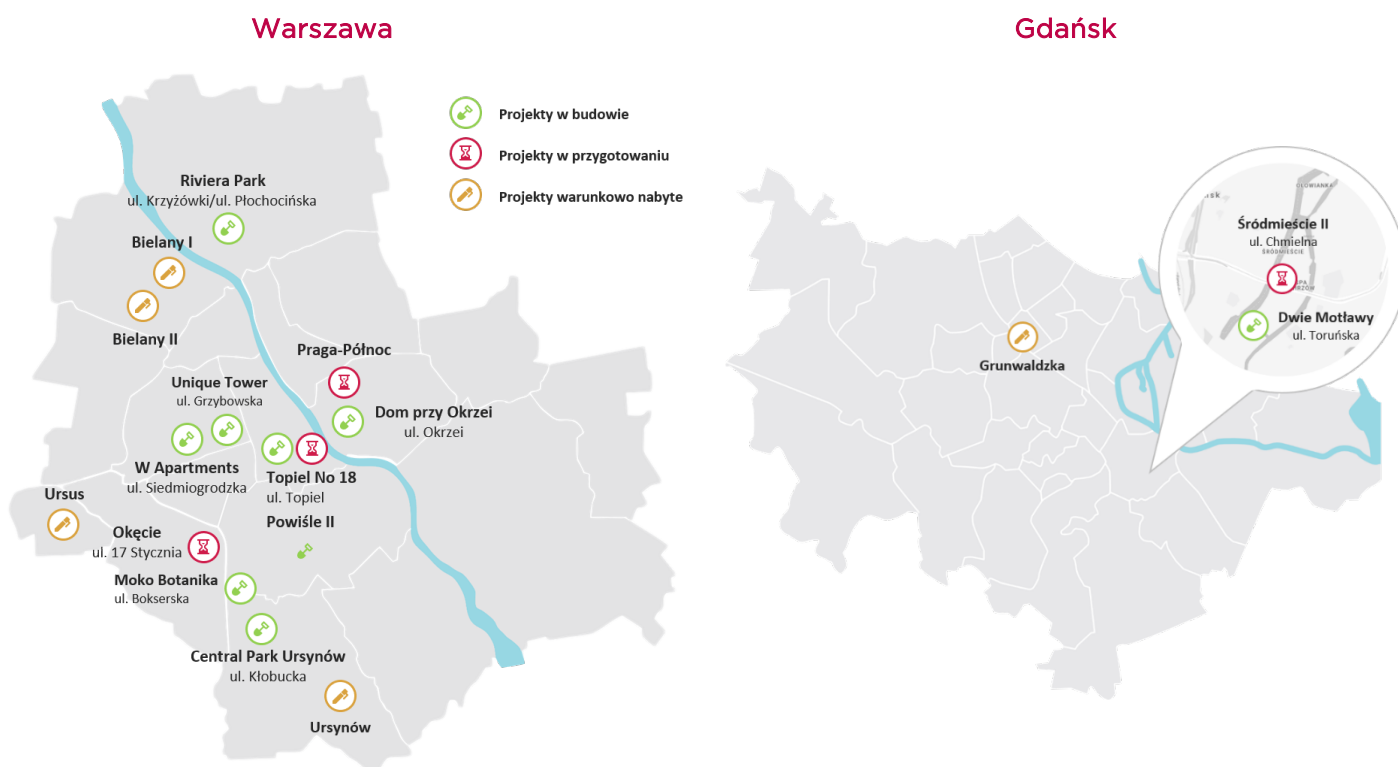 Warszawa
Gdańsk
Projekty w budowie
Projekty w przygotowaniu
Projekty warunkowo nabyte
Riviera Park
ul. Krzyżówki/ul. Płochocińska
Bielany I
Bielany II
Praga-Północ
Unique Tower
ul. Grzybowska
Dom przy Okrzei
ul. Okrzei
W Apartments
ul. Siedmiogrodzka
Topiel No 18
ul. Topiel
Ursus
Powiśle II
Okęcie
ul. 17 Stycznia
Moko Botanika
ul. Bokserska
Central Park Ursynów
ul. Kłobucka
Ursynów
Grunwaldzka
Śródmieście II
ul. Chmielna
ŚRÓDMIEŚCIE
Dwie Motławy
ul. Toruńska